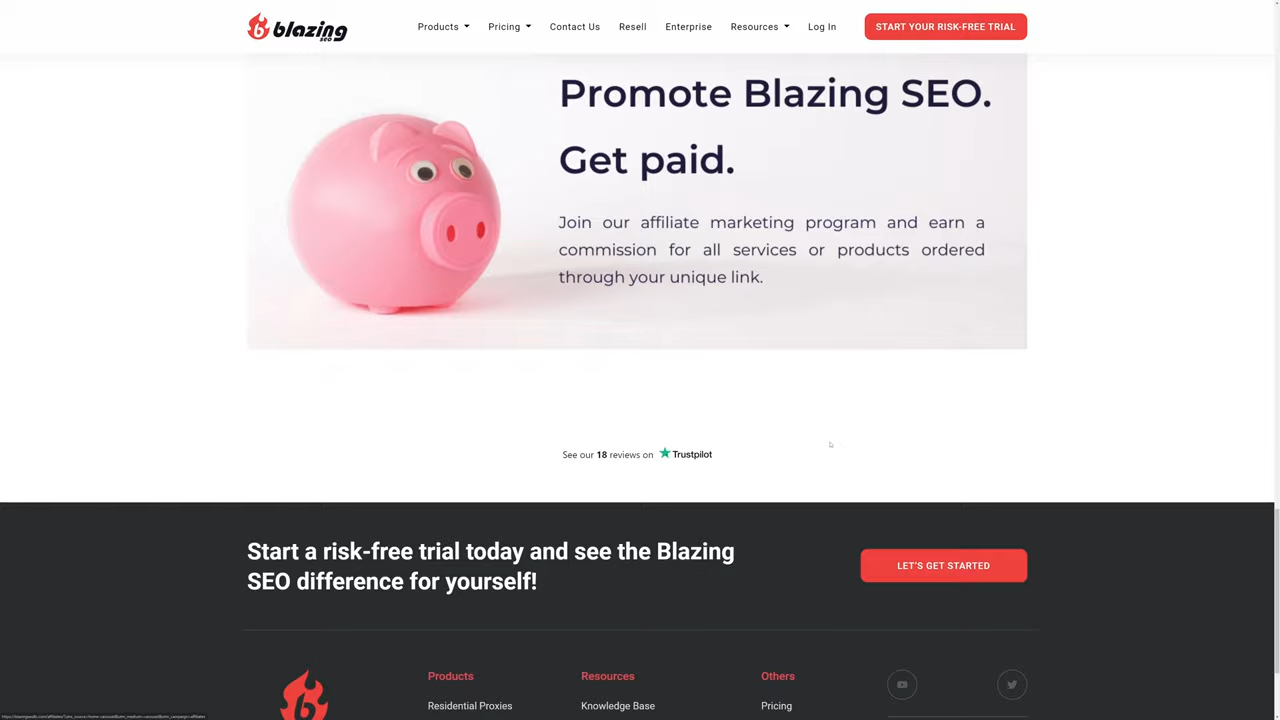 blazing
seo
Products
Pricing
Contact Us
Resell
Enterprise
Resources
Log In
START YOUR RISK-FREE TRIAL
Promote Blazing SEO.
Get paid.
Join our affiliate marketing program and earn a
commission for all services or products ordered
through your unique link.
See our 18 reviews on Trustpilot
Start a risk-free trial today and see the Blazing
SEO difference for yourself!
LET'S GET STARTED
Products
Resources
Others
Residential Proxies
Knowledge Base
Pricing